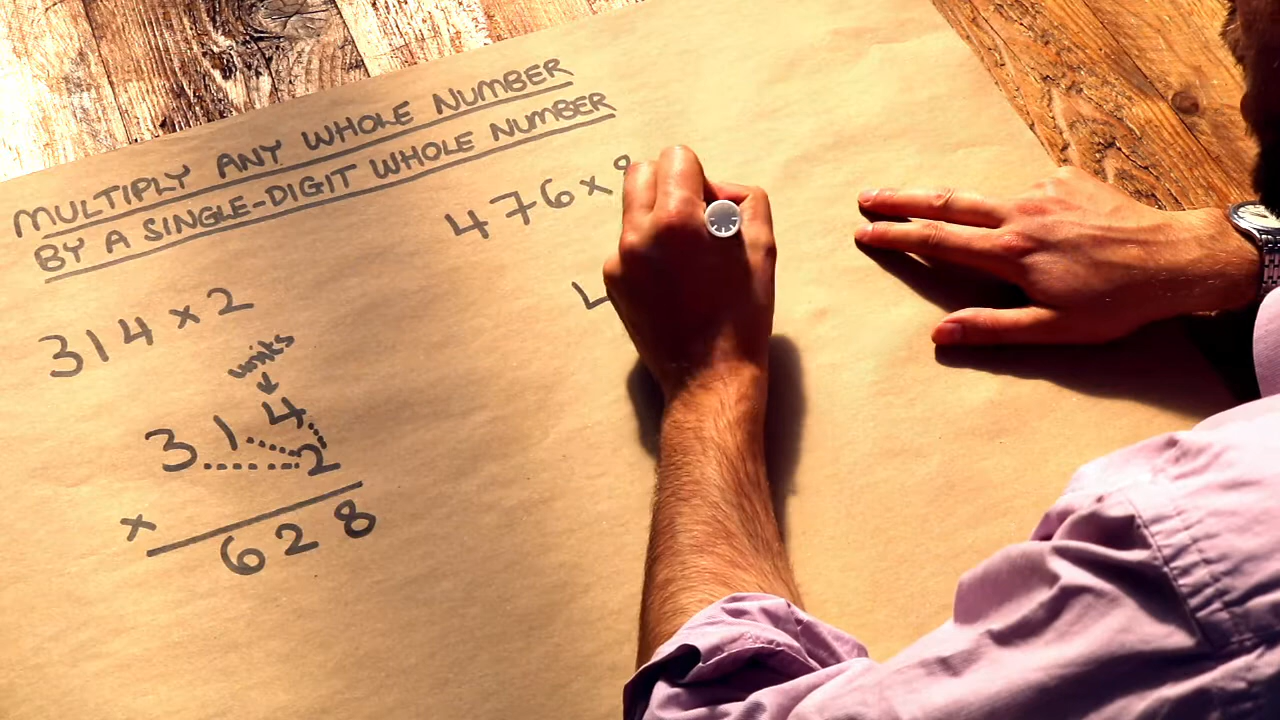 MULTIPLY ANY WHOLE NUMBER
BY A SINGLE-DIGIT WHOLE NUMBER
314 × 2
units
314
2
×
628
476 ×